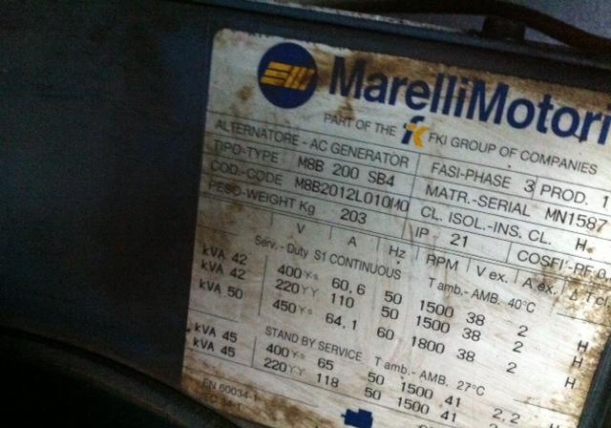 MarelliMotori
PART OF THE fki FKI GROUP OF COMPANIES
ALTERNATORE - AC GENERATOR FASI-PHASE 3 PROD. 1
TIPO-TYPE M8B 200 SB4 MATR.-SERIAL MN1587
COD.-CODE M8B2012L010M0 CL. ISOL.-INS. CL. H
PESO-WEIGHT Kg 203 IP 21 COSFI-RF 0
V A Hz RPM V ex. A ex. Δ T
Serv. - Duty S1 CONTINUOUS T amb.- AMB. 40°C
kVA 42 400 Y 60,6 50 1500 38 2 H
kVA 42 220 YY 110 50 1500 38 2 H
kVA 50 450 Y 64,1 60 1800 38 2 H
STAND BY SERVICE T amb.- AMB. 27°C
kVA 45 400 Y 65 50 1500 41 2,2 H
kVA 45 220 YY 118 50 1500 41
EN 60034-1